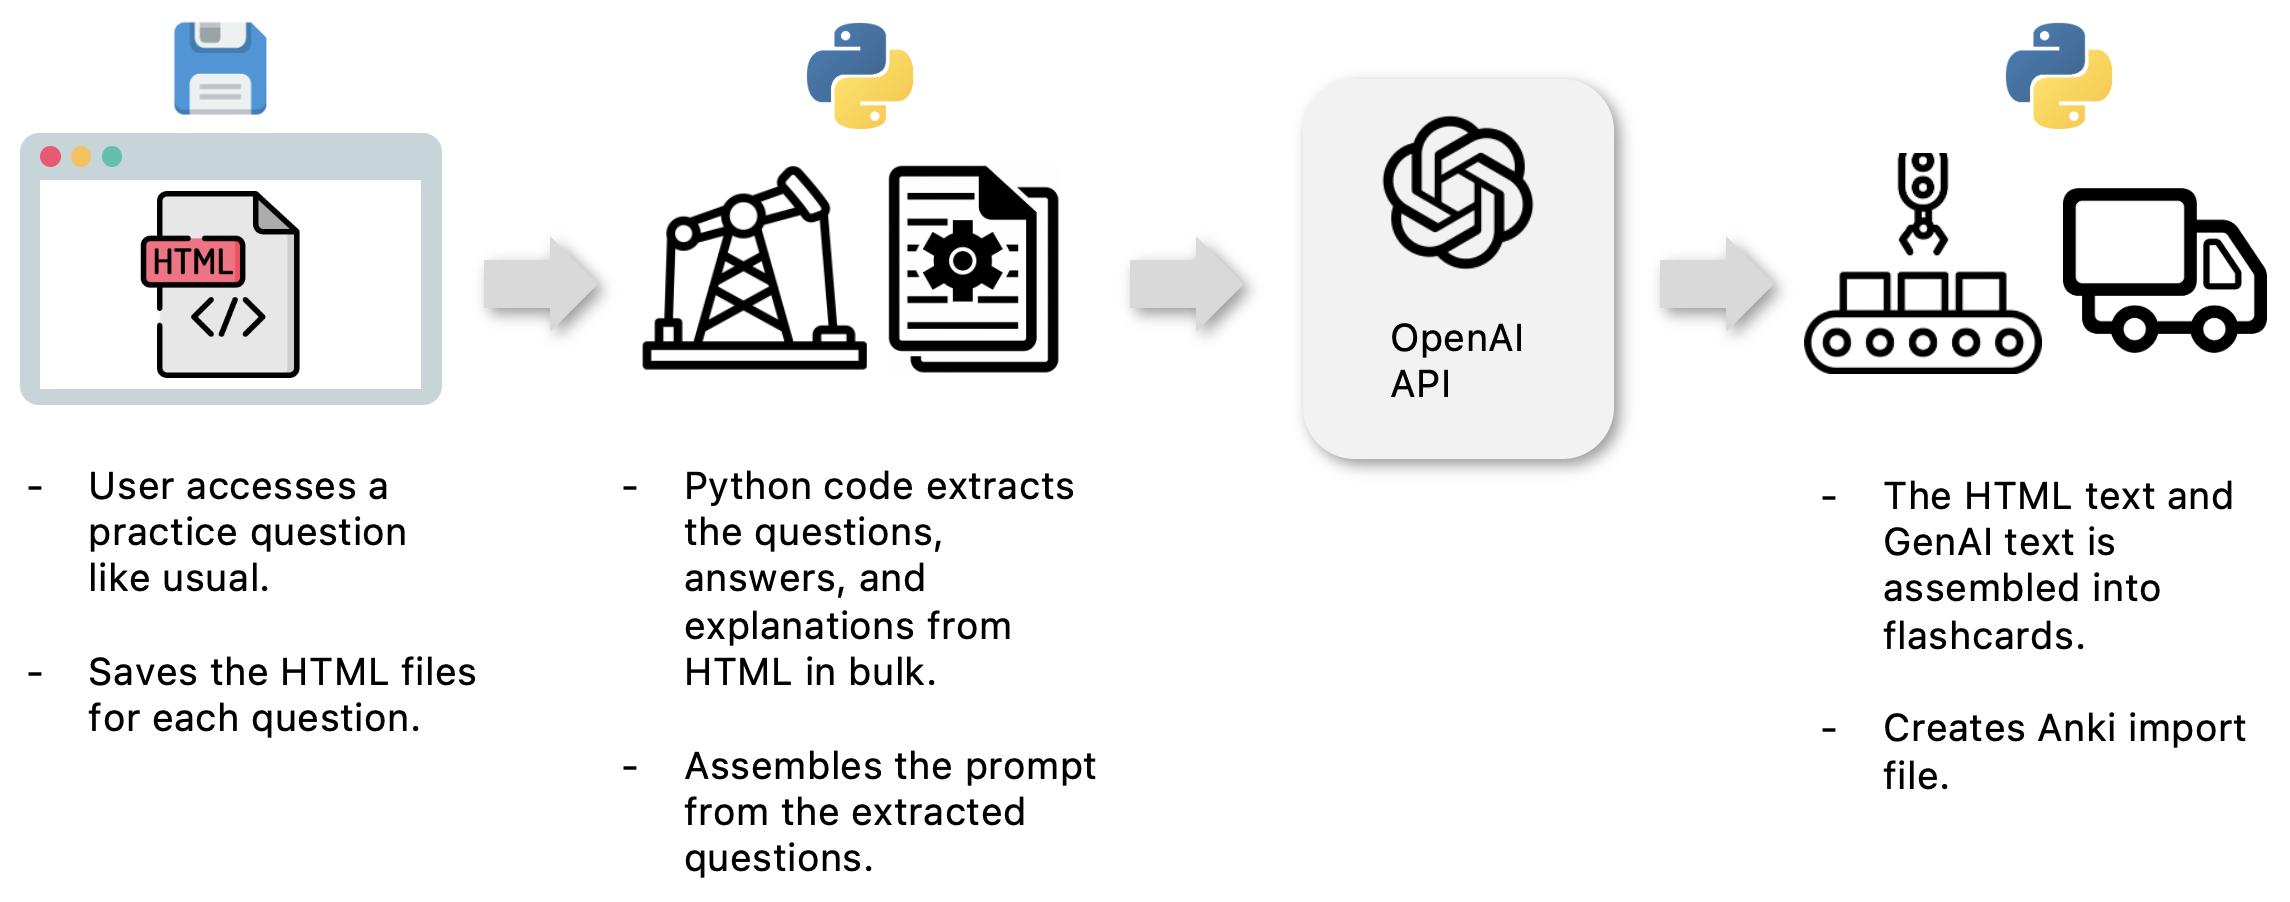 HTML
</>
OpenAI
API
- User accesses a
practice question
like usual.
- Saves the HTML files
for each question.
- Python code extracts
the questions,
answers, and
explanations from
HTML in bulk.
- Assembles the prompt
from the extracted
questions.
- The HTML text and
GenAI text is
assembled into
flashcards.
- Creates Anki import
file.